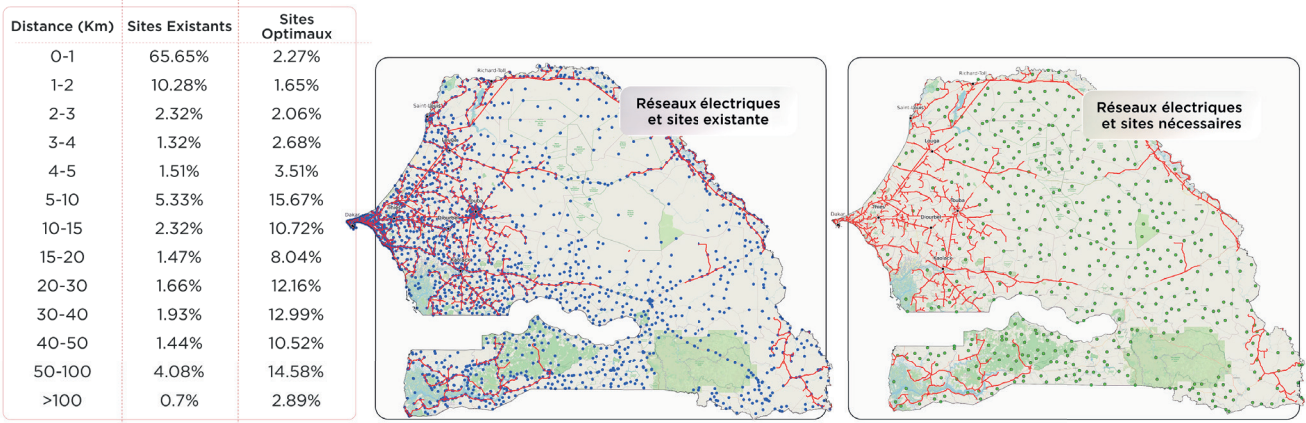 Distance (Km) Sites Existants Sites Optimaux
0-1 65.65% 2.27%
1-2 10.28% 1.65%
2-3 2.32% 2.06%
3-4 1.32% 2.68%
4-5 1.51% 3.51%
5-10 5.33% 15.67%
10-15 2.32% 10.72%
15-20 1.47% 8.04%
20-30 1.66% 12.16%
30-40 1.93% 12.99%
40-50 1.44% 10.52%
50-100 4.08% 14.58%
>100 0.7% 2.89%
Réseaux électriques
et sites existante
Richard-Toll
Dakar
Réseaux électriques
et sites nécessaires
Richard-Toll
Louga
Touba
Diourbel
Dakar
Kaolack